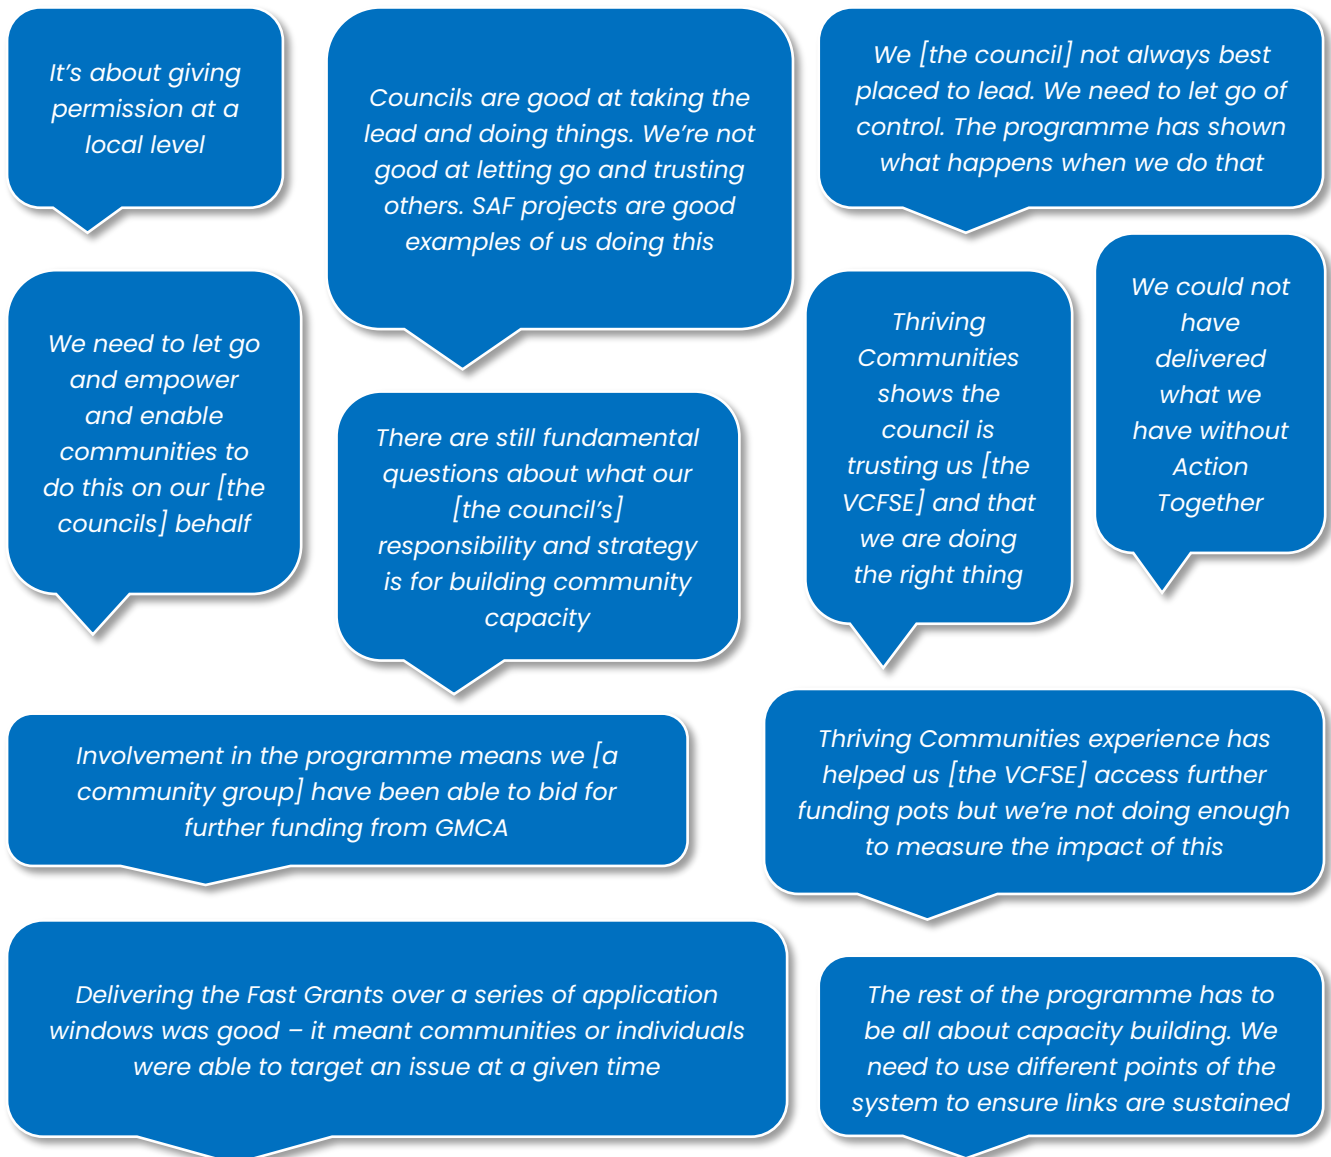 It's about giving
permission at a
local level
Councils are good at taking the
lead and doing things. We're not
good at letting go and trusting
others. SAF projects are good
examples of us doing this
We [the council] not always best
placed to lead. We need to let go of
control. The programme has shown
what happens when we do that
We need to let go
and empower
and enable
communities to
do this on our [the
councils] behalf
There are still fundamental
questions about what our
[the council's]
responsibility and strategy
is for building community
capacity
Thriving
Communities
shows the
council is
trusting us [the
VCFSE] and that
we are doing
the right thing
We could not
have
delivered
what we
have without
Action
Together
Involvement in the programme means we [a
community group] have been able to bid for
further funding from GMCA
Thriving Communities experience has
helped us [the VCFSE] access further
funding pots but we're not doing enough
to measure the impact of this
Delivering the Fast Grants over a series of application
windows was good – it meant communities or individuals
were able to target an issue at a given time
The rest of the programme has to
be all about capacity building. We
need to use different points of the
system to ensure links are sustained